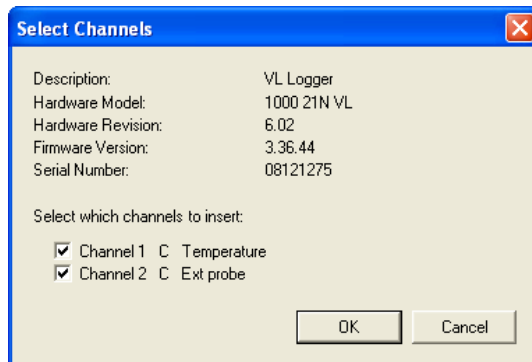 Select Channels
Description: VL Logger
Hardware Model: 1000 21N VL
Hardware Revision: 6.02
Firmware Version: 3.36.44
Serial Number: 08121275
Select which channels to insert:
Channel 1 C Temperature
Channel 2 C Ext probe
OK Cancel